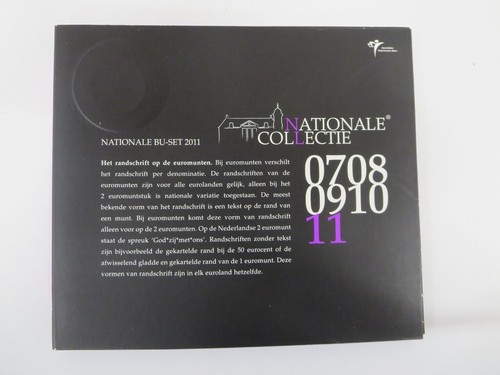 NATIONALE®
COLLECTIE
NATIONALE BU-SET 2011
Het randschrift op de euromunten. Bij euromunten verschilt
het randschrift per denominatie. De randschriften van de
euromunten zijn voor alle eurolanden gelijk, alleen bij het
2 euromuntstuk is nationale variatie toegestaan. De meest
bekende vorm van het randschrift is een tekst op de rand van
een munt. Bij euromunten komt deze vorm van randschrift
alleen voor op de 2 euromunten. Op de Nederlandse 2 euromunt
staat de spreuk 'God*zij*met*ons'. Randschriften zonder tekst
zijn bijvoorbeeld de gekartelde rand bij de 50 eurocent of de
afwisselend gladde en gekartelde rand van de 1 euromunt. Deze
vormen van randschrift zijn in elk euroland hetzelfde.
0708
0910
11